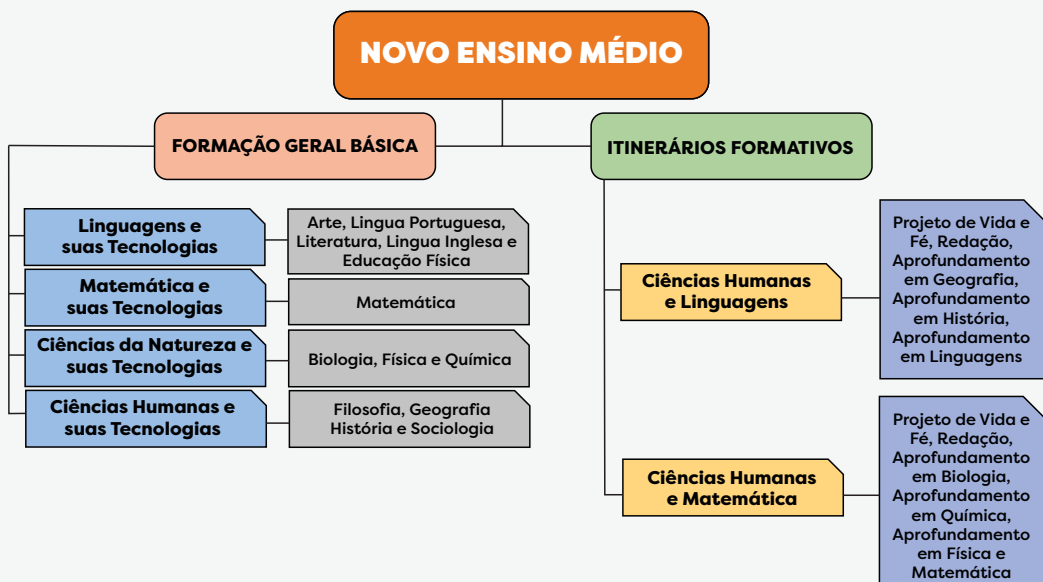 NOVO ENSINO MÉDIO
FORMAÇÃO GERAL BÁSICA
Linguagens e
suas Tecnologias
Arte, Lingua Portuguesa,
Literatura, Lingua Inglesa e
Educação Física
Matemática e
suas Tecnologias
Matemática
Ciências da Natureza e
suas Tecnologias
Biologia, Física e Química
Ciências Humanas e
suas Tecnologias
Filosofia, Geografia
História e Sociologia
ITINERÁRIOS FORMATIVOS
Ciências Humanas
e Linguagens
Projeto de Vida e
Fé, Redação,
Aprofundamento
em Geografia,
Aprofundamento
em História,
Aprofundamento
em Linguagens
Ciências Humanas
e Matemática
Projeto de Vida e
Fé, Redação,
Aprofundamento
em Biologia,
Aprofundamento
em Química,
Aprofundamento
em Física e
Matemática